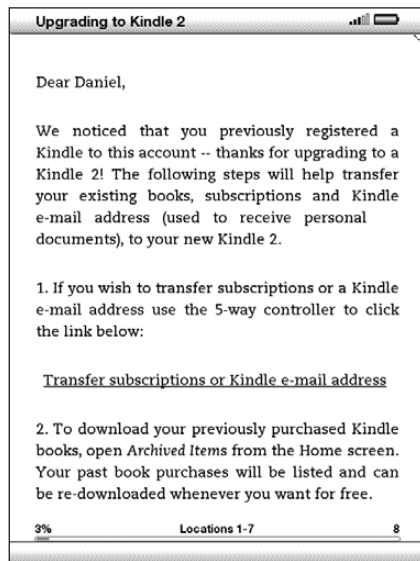 Upgrading to Kindle 2
Dear Daniel,
We noticed that you previously registered a
Kindle to this account -- thanks for upgrading to a
Kindle 2! The following steps will help transfer
your existing books, subscriptions and Kindle
e-mail address (used to receive personal
documents), to your new Kindle 2.
1. If you wish to transfer subscriptions or a Kindle
e-mail address use the 5-way controller to click
the link below:
Transfer subscriptions or Kindle e-mail address
2. To download your previously purchased Kindle
books, open Archived Items from the Home screen.
Your past book purchases will be listed and can
be re-downloaded whenever you want for free.
3% Locations 1-7 8